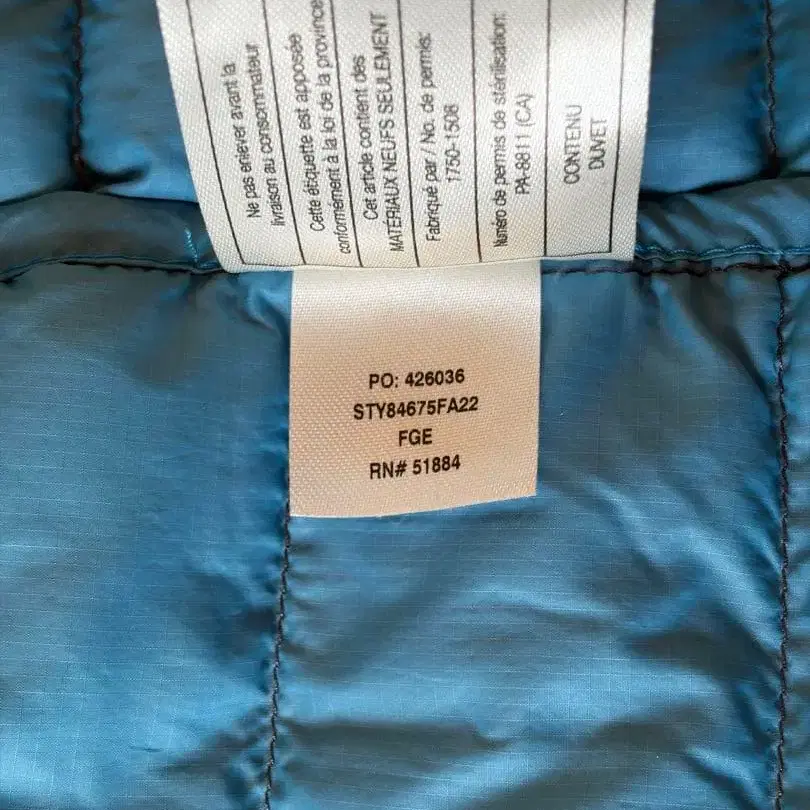 Ne pas enlever avant la
livraison au consommateur
Cette étiquette est apposée
conformément à la loi de la province
Cet article contient des
MATÉRIAUX NEUFS SEULEMENT
Fabriqué par / No. de permis:
1750-1508
Numéro de permis de stérilisation:
PA-8811 (CA)
CONTENU
DUVET
PO: 426036
STY84675FA22
FGE
RN# 51884